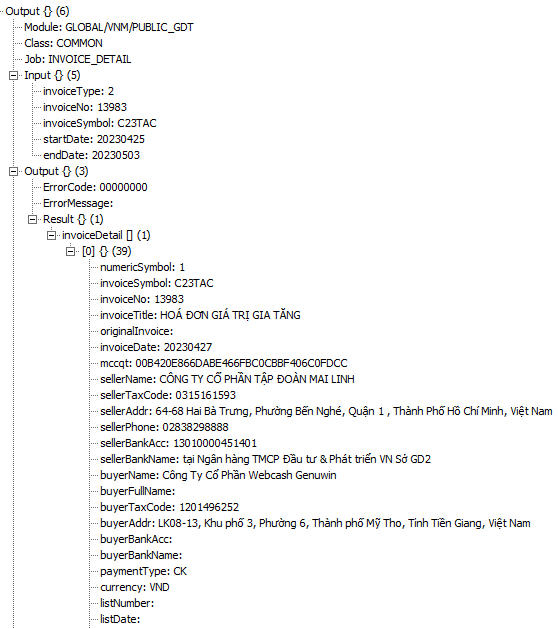 Output {} (6)
Module: GLOBAL/VNM/PUBLIC_GDT
Class: COMMON
Job: INVOICE_DETAIL
Input {} (5)
invoiceType: 2
invoiceNo: 13983
invoiceSymbol: C23TAC
startDate: 20230425
endDate: 20230503
Output {} (3)
ErrorCode: 00000000
ErrorMessage:
Result {} (1)
invoiceDetail [] (1)
[0] {} (39)
numericSymbol: 1
invoiceSymbol: C23TAC
invoiceNo: 13983
invoiceTitle: HOÁ ĐƠN GIÁ TRỊ GIA TĂNG
originalInvoice:
invoiceDate: 20230427
mccqt: 00B420E866DABE466FBC0CBBF406C0FDCC
sellerName: CÔNG TY CỔ PHẦN TẬP ĐOÀN MAI LINH
sellerTaxCode: 0315161593
sellerAddr: 64-68 Hai Bà Trưng, Phường Bến Nghé, Quận 1 , Thành Phố Hồ Chí Minh, Việt Nam
sellerPhone: 02838298888
sellerBankAcc: 13010000451401
sellerBankName: tại Ngân hàng TMCP Đầu tư & Phát triển VN Sở GD2
buyerName: Công Ty Cổ Phần Webcash Genuwin
buyerFullName:
buyerTaxCode: 1201496252
buyerAddr: LK08-13, Khu phố 3, Phường 6, Thành phố Mỹ Tho, Tỉnh Tiền Giang, Việt Nam
buyerBankAcc:
buyerBankName:
paymentType: CK
currency: VND
listNumber:
listDate: